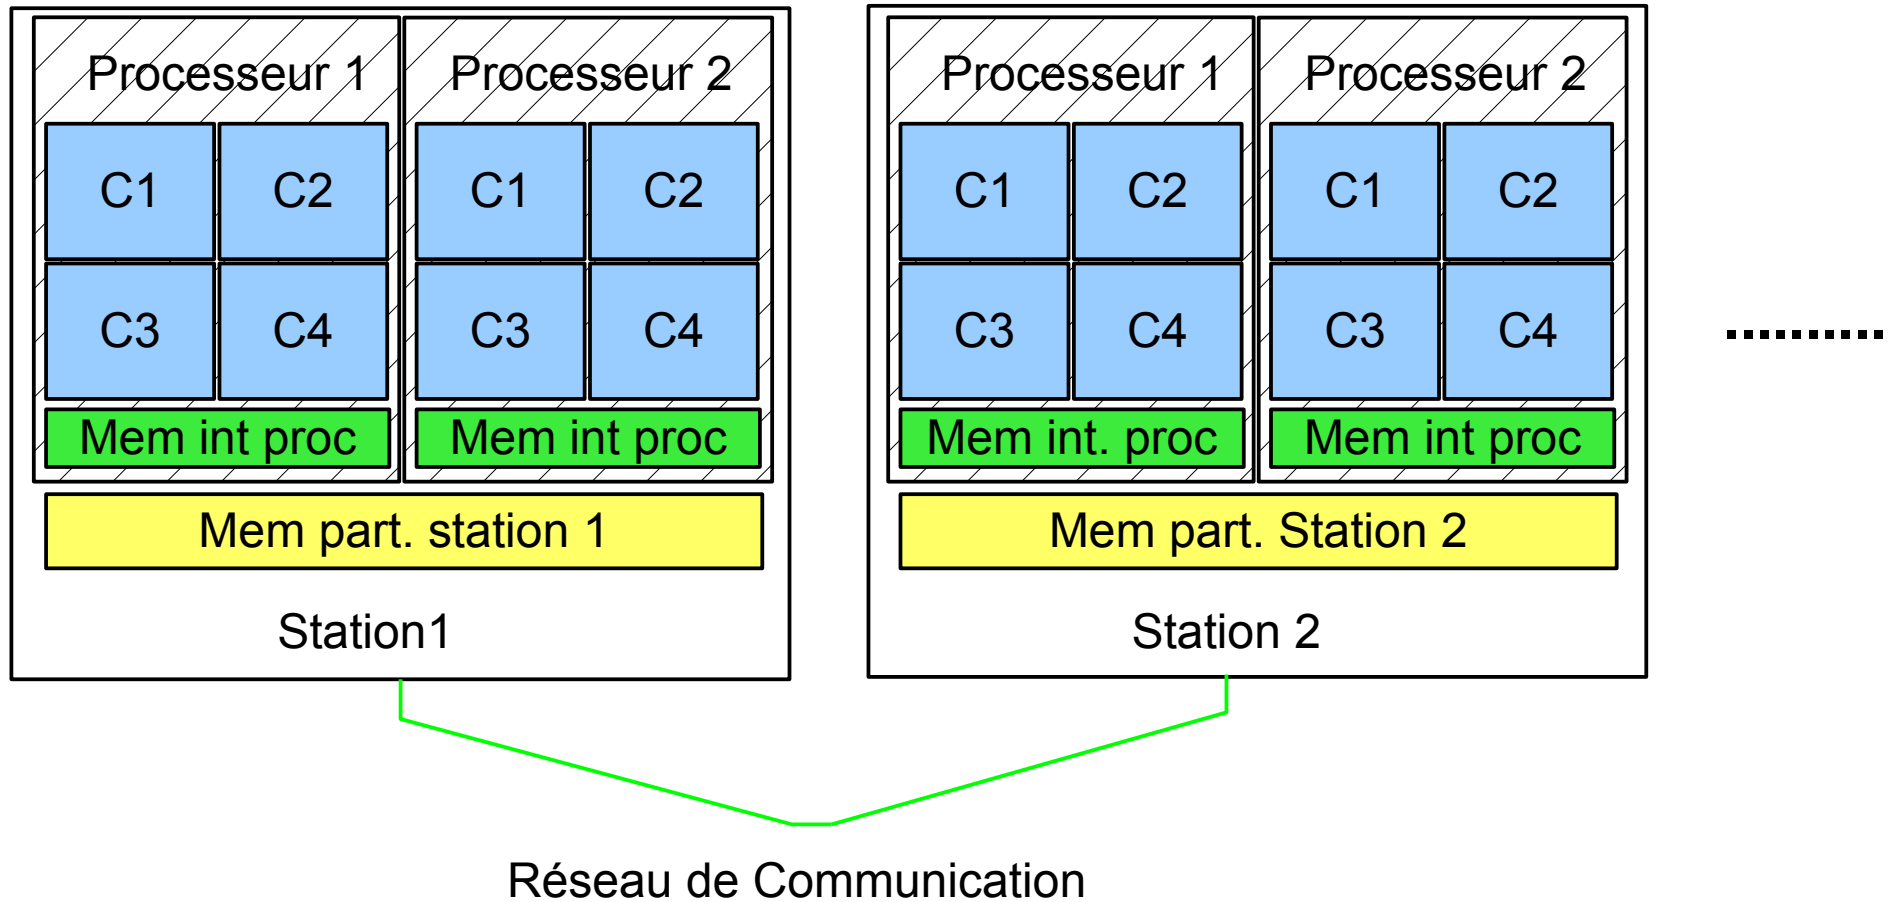 Processeur 1
Processeur 2
C1 C2
C3 C4
Mem int proc
C1 C2
C3 C4
Mem int proc
Mem part. station 1
Station1
Processeur 1
Processeur 2
C1 C2
C3 C4
Mem int. proc
C1 C2
C3 C4
Mem int proc
Mem part. Station 2
Station 2
Réseau de Communication